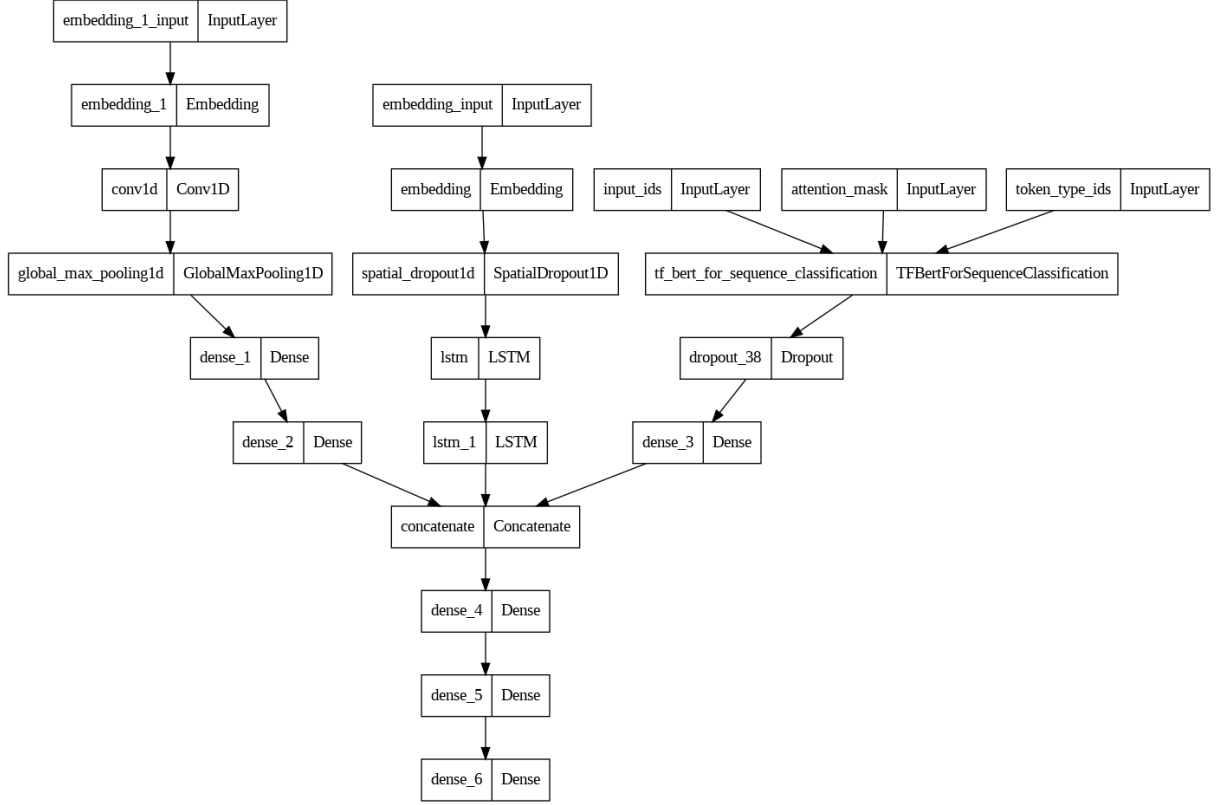 embedding_1_input InputLayer
embedding_1 Embedding
embedding_input InputLayer
conv1d Conv1D
embedding Embedding
input_ids InputLayer
attention_mask InputLayer
token_type_ids InputLayer
global_max_pooling1d GlobalMaxPooling1D
spatial_dropout1d SpatialDropout1D
tf_bert_for_sequence_classification TFBertForSequenceClassification
dense_1 Dense
lstm LSTM
dropout_38 Dropout
dense_2 Dense
lstm_1 LSTM
dense_3 Dense
concatenate Concatenate
dense_4 Dense
dense_5 Dense
dense_6 Dense